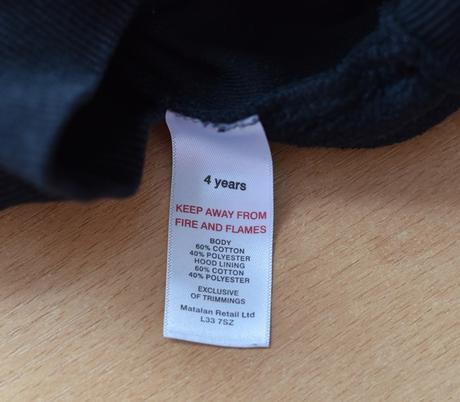 4 years
KEEP AWAY FROM
FIRE AND FLAMES
BODY
60% COTTON
40% POLYESTER
HOOD LINING
60% COTTON
40% POLYESTER
EXCLUSIVE
OF TRIMMINGS
Matalan Retail Ltd
L33 7SZ